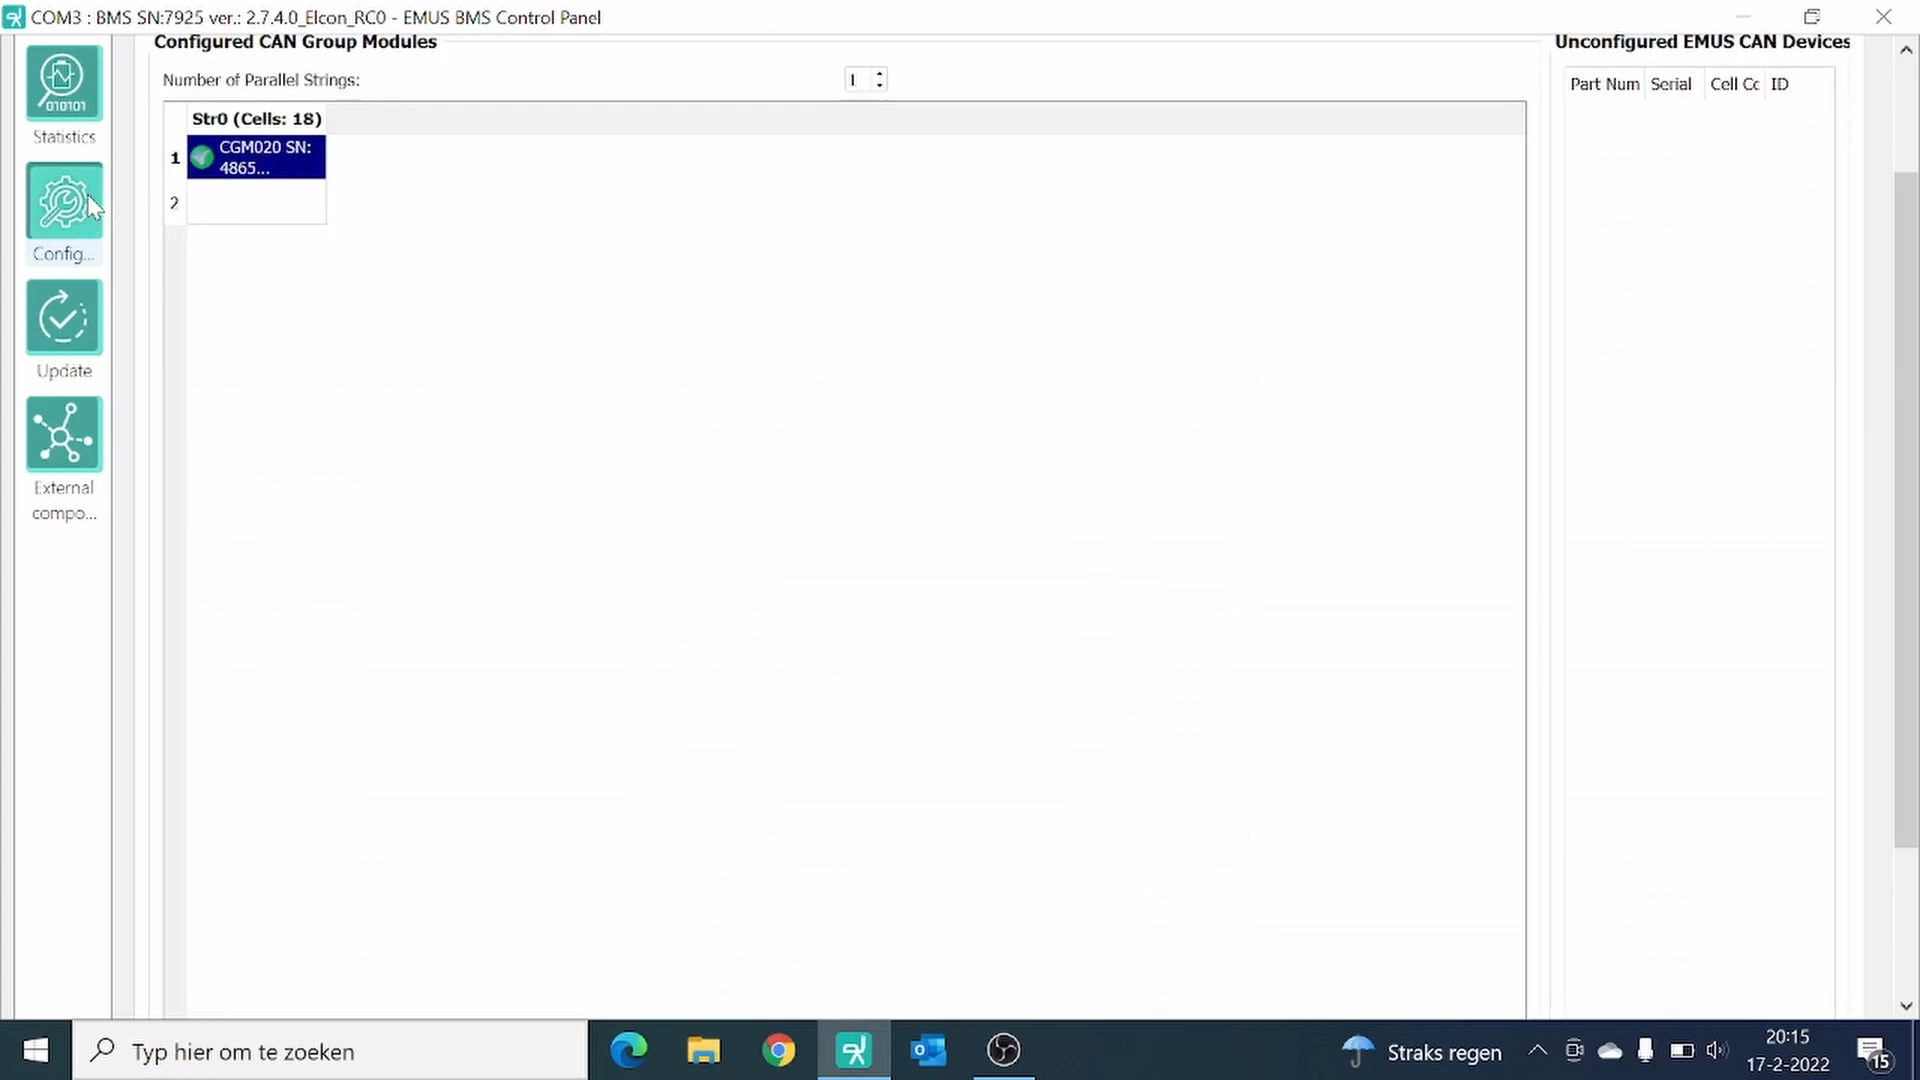 COM3 : BMS SN:7925 ver.: 2.7.4.0_Elcon_RC0 - EMUS BMS Control Panel
Configured CAN Group Modules
Unconfigured EMUS CAN Devices
Number of Parallel Strings:
1
Part Num Serial Cell Cc ID
010101
Statistics
Str0 (Cells: 18)
1
CGM020 SN:
4865...
2
Config...
Update
External
compo...
Typ hier om te zoeken
Straks regen
20:15
17-2-2022
15